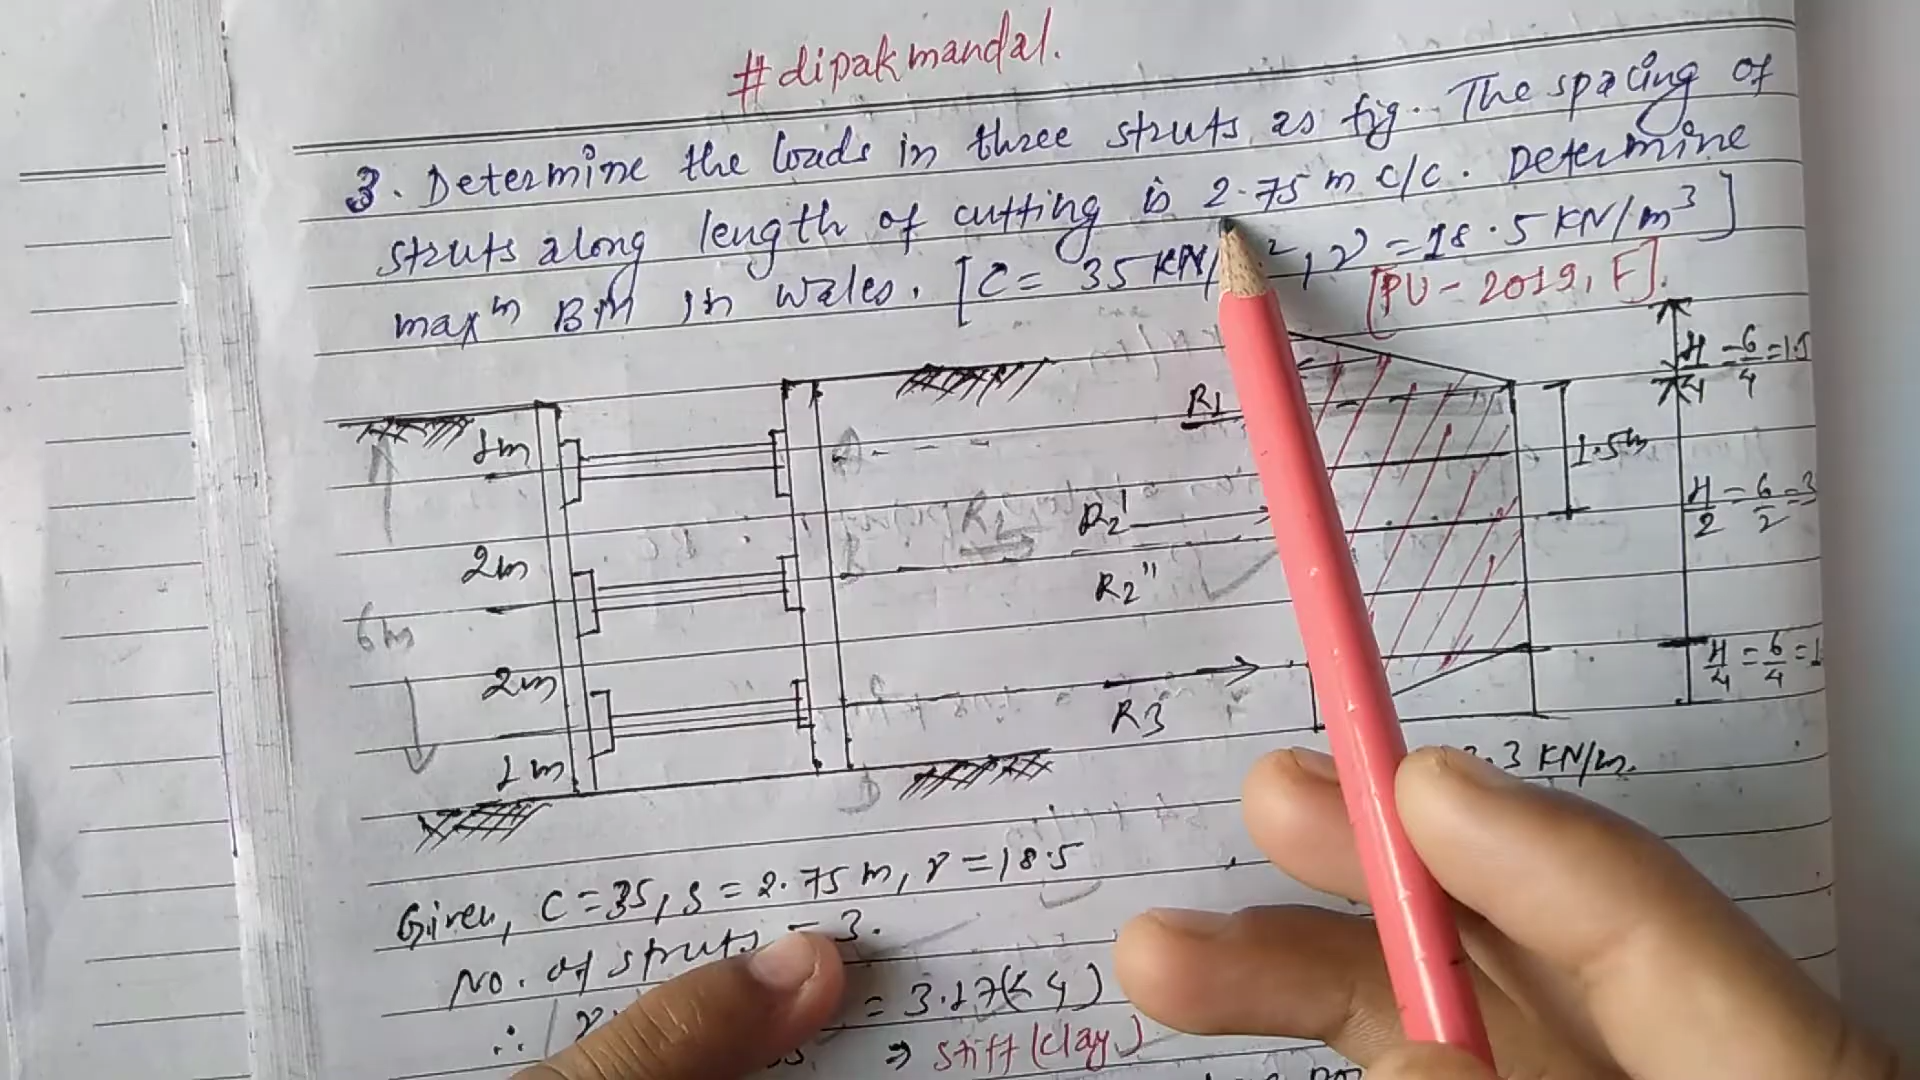 #dipakmandal.
3. Determine the loads in three struts as fig. The spacing of
struts along length of cutting is 2.75 m c/c. Determine
maxᵐ BM in wales. [C = 35 KN/ ², γ = 18.5 KN/m³]
[PU - 2019, F].
H/4 = 6/4 = 1.5
1m
R1
1.5m
2m
R2'
H/2 = 6/2 = 3
R2''
6m
2m
R3
H/4 = 6/4 = 1.
1m
.3 KN/m.
Given, C = 35, S = 2.75 m, γ = 18.5
No. of struts = 3.
∴ = 3.17 (< 4)
⇒ stiff (clay)